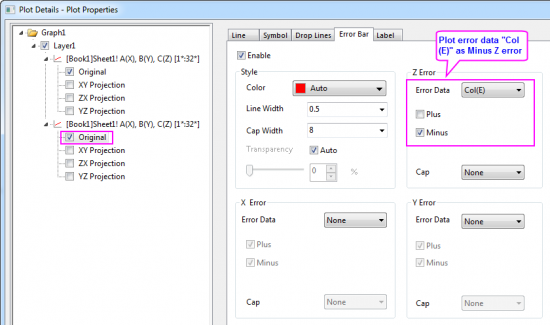 Plot Details - Plot Properties
Graph1
Layer1
[Book1]Sheet1! A(X), B(Y), C(Z) [1*:32*]
Original
XY Projection
ZX Projection
YZ Projection
[Book1]Sheet1! A(X), B(Y), C(Z) [1*:32*]
Original
XY Projection
ZX Projection
YZ Projection
Line Symbol Drop Lines Error Bar Label
Enable
Plot error data "Col
(E)" as Minus Z error
Style
Color Auto
Line Width 0.5
Cap Width 8
Transparency Auto
0 %
Z Error
Error Data Col(E)
Plus
Minus
Cap None
X Error
Error Data None
Plus
Minus
Cap None
Y Error
Error Data None
Plus
Minus
Cap None